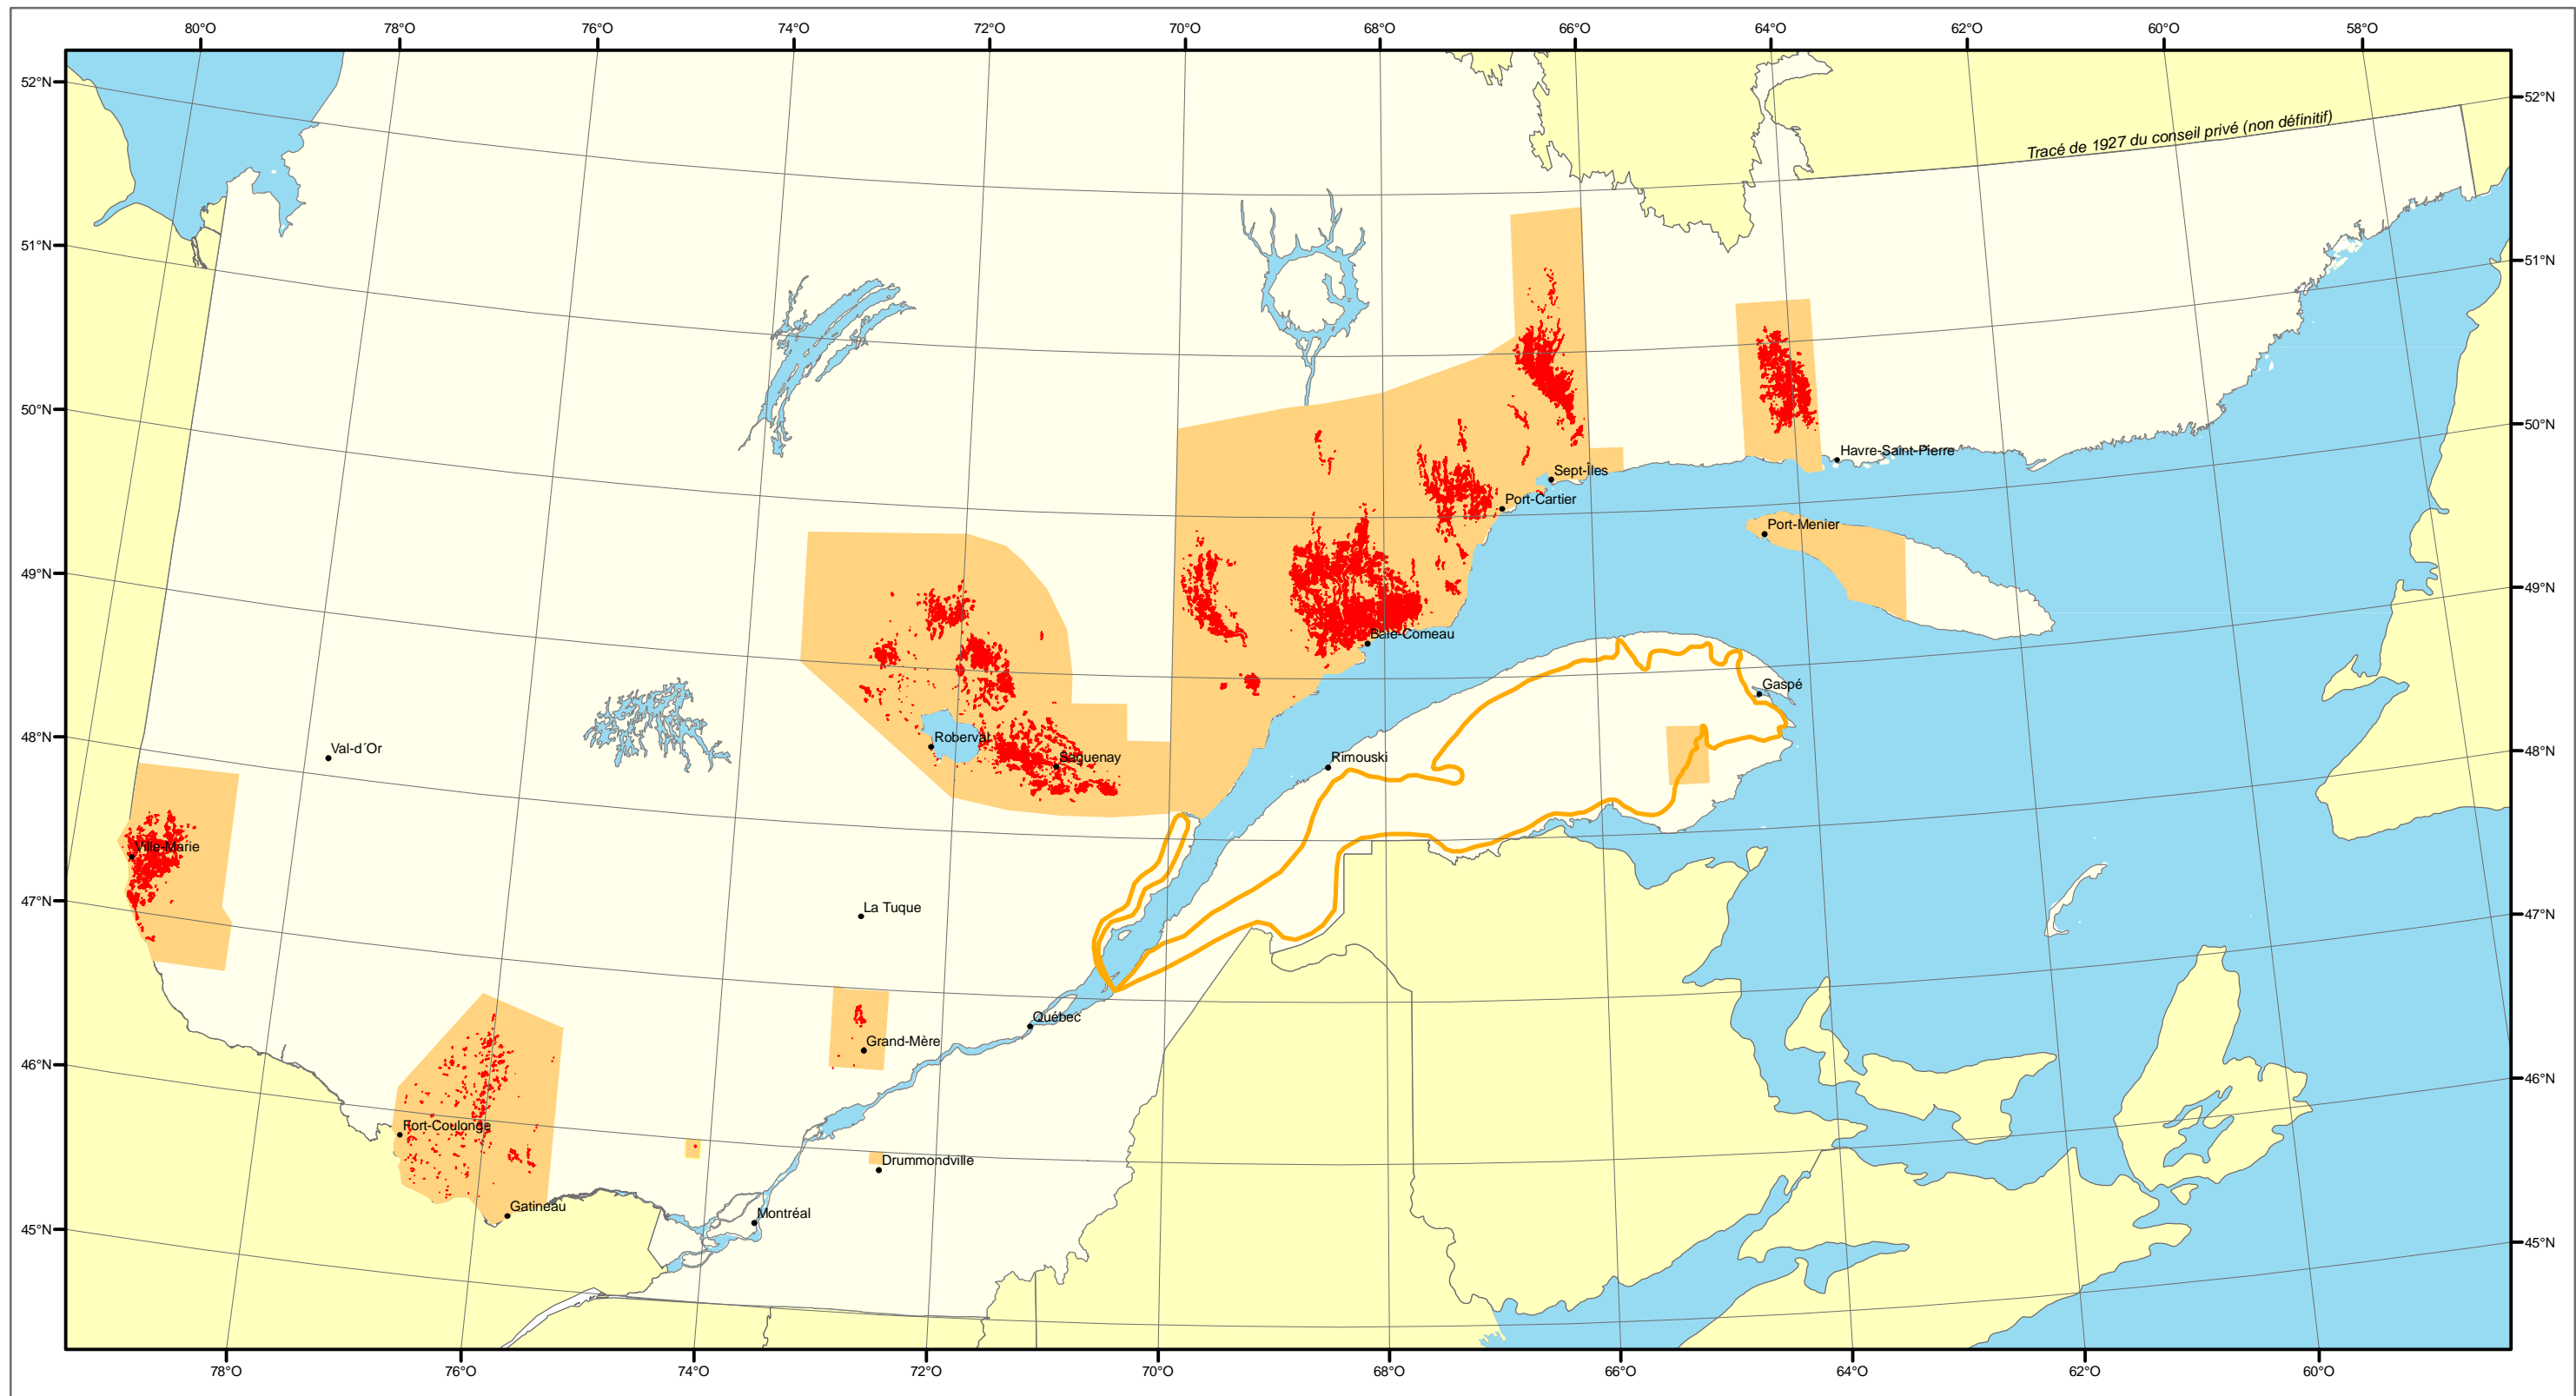 80°O 78°O 76°O 74°O 72°O 70°O 68°O 66°O 64°O 62°O 60°O 58°O
52°N 52°N
Tracé de 1927 du conseil privé (non définitif)
51°N 51°N
50°N 50°N
Havre-Saint-Pierre
Sept-Îles
Port-Cartier
Port-Menier
49°N 49°N
Baie-Comeau
Gaspé
48°N 48°N
Roberval
Val-d´Or
Saguenay
Rimouski
Ville-Marie
47°N 47°N
La Tuque
Québec
Grand-Mère
46°N 46°N
Fort-Coulonge
Drummondville
Gatineau
Montréal
45°N 45°N
78°O 76°O 74°O 72°O 70°O 68°O 66°O 64°O 62°O 60°O